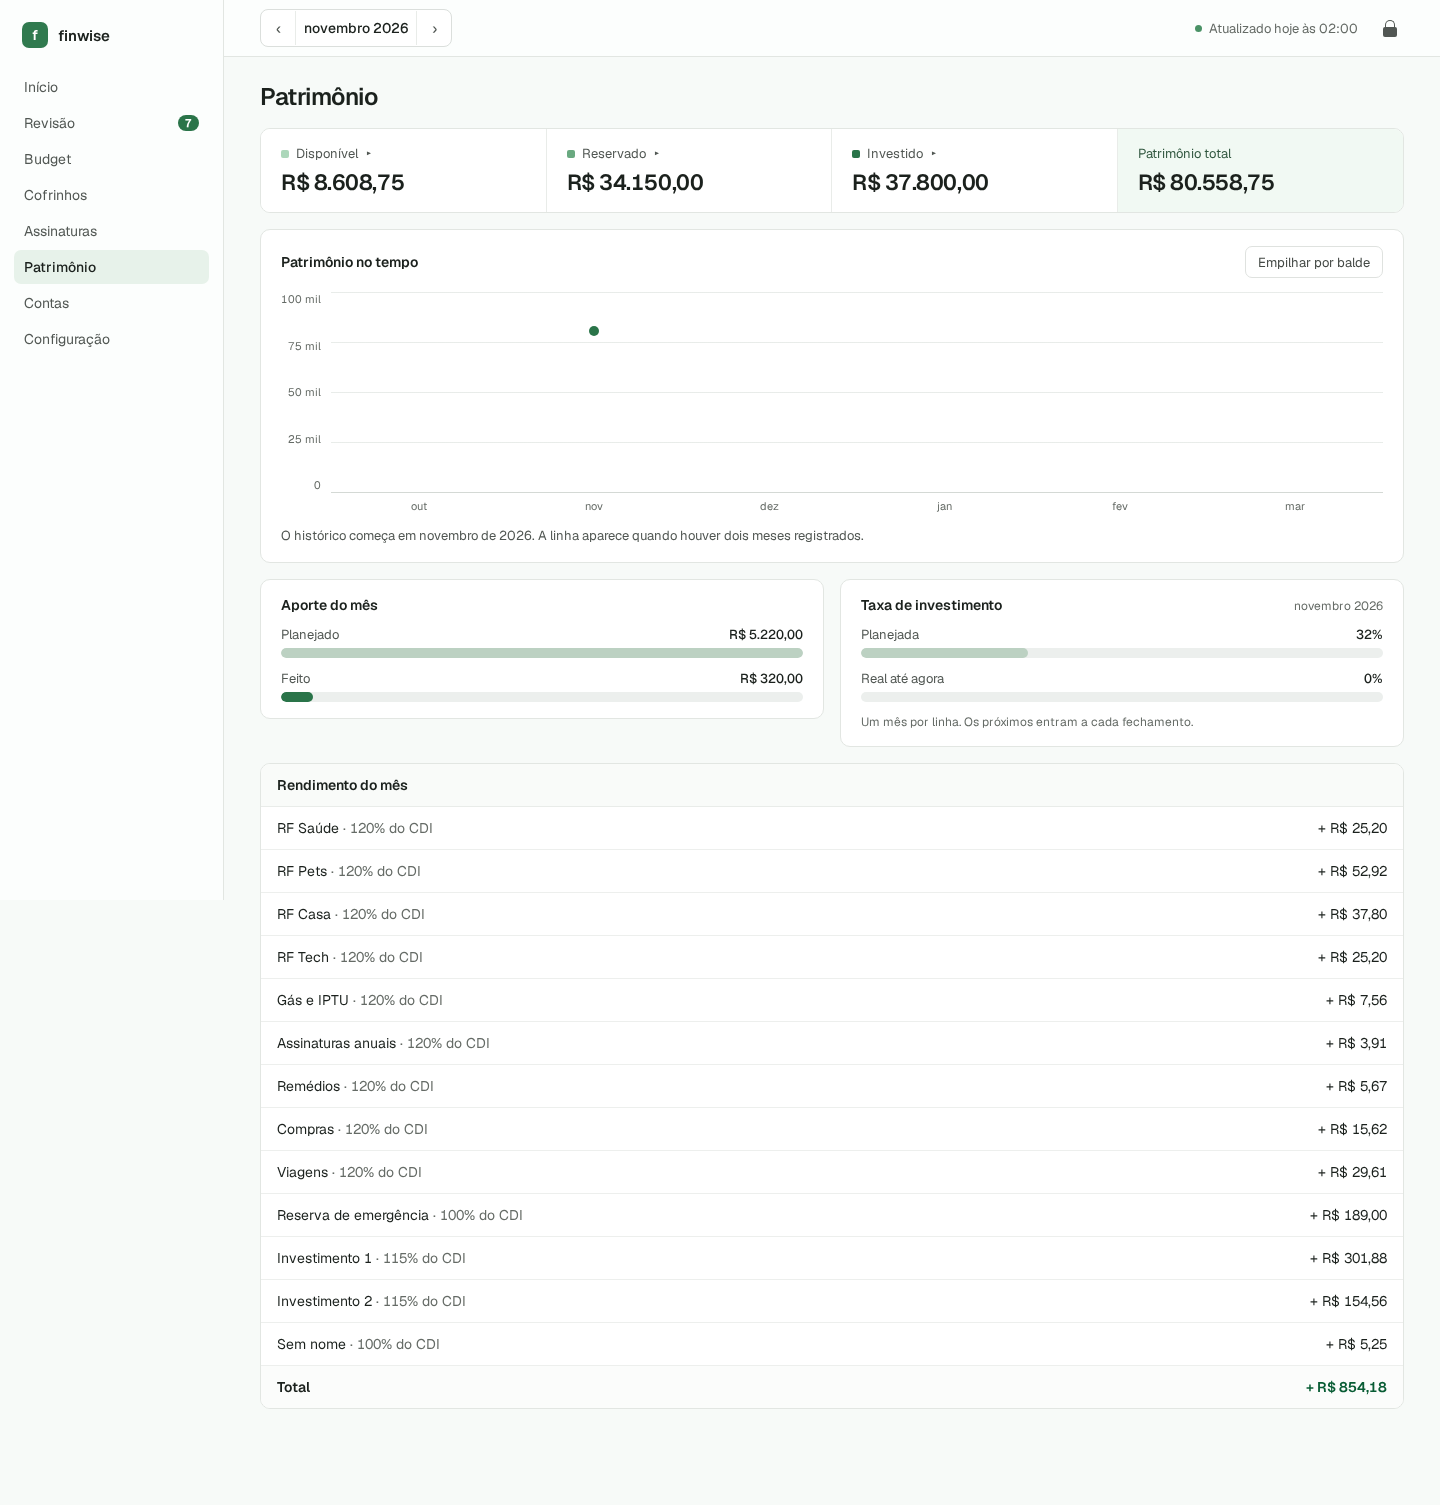 f finwise
Início
Revisão 7
Budget
Cofrinhos
Assinaturas
Patrimônio
Contas
Configuração
‹ novembro 2026 ›
Atualizado hoje às 02:00
Patrimônio
Disponível ‣
R$ 8.608,75
Reservado ‣
R$ 34.150,00
Investido ‣
R$ 37.800,00
Patrimônio total
R$ 80.558,75
Patrimônio no tempo
Empilhar por balde
100 mil
75 mil
50 mil
25 mil
0
out nov dez jan fev mar
O histórico começa em novembro de 2026. A linha aparece quando houver dois meses registrados.
Aporte do mês
Planejado R$ 5.220,00
Feito R$ 320,00
Taxa de investimento novembro 2026
Planejada 32%
Real até agora 0%
Um mês por linha. Os próximos entram a cada fechamento.
Rendimento do mês
RF Saúde · 120% do CDI + R$ 25,20
RF Pets · 120% do CDI + R$ 52,92
RF Casa · 120% do CDI + R$ 37,80
RF Tech · 120% do CDI + R$ 25,20
Gás e IPTU · 120% do CDI + R$ 7,56
Assinaturas anuais · 120% do CDI + R$ 3,91
Remédios · 120% do CDI + R$ 5,67
Compras · 120% do CDI + R$ 15,62
Viagens · 120% do CDI + R$ 29,61
Reserva de emergência · 100% do CDI + R$ 189,00
Investimento 1 · 115% do CDI + R$ 301,88
Investimento 2 · 115% do CDI + R$ 154,56
Sem nome · 100% do CDI + R$ 5,25
Total + R$ 854,18